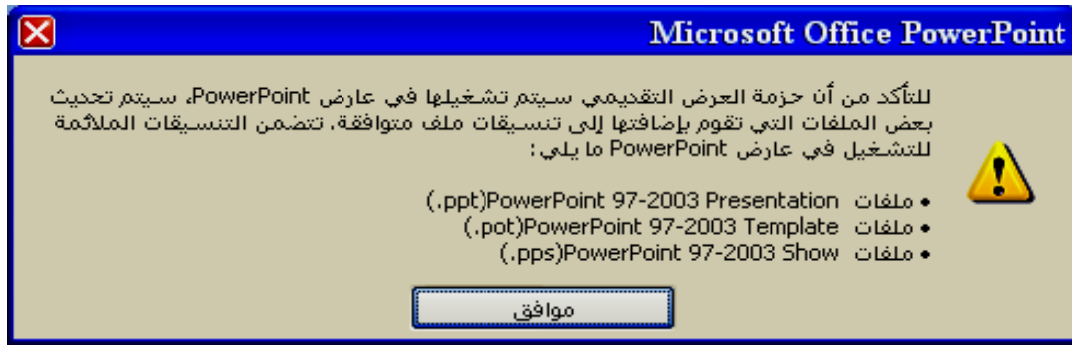 Microsoft Office PowerPoint
للتأكد من أن حزمة العرض التقديمي سيتم تشغيلها في عارض PowerPoint، سيتم تحديث
بعض الملفات التي تقوم بإضافتها إلى تنسيقات ملف متوافقة. تتضمن التنسيقات الملائمة
للتشغيل في عارض PowerPoint ما يلي:
• ملفات PowerPoint 97-2003 Presentation(.ppt)
• ملفات PowerPoint 97-2003 Template(.pot)
• ملفات PowerPoint 97-2003 Show(.pps)
موافق